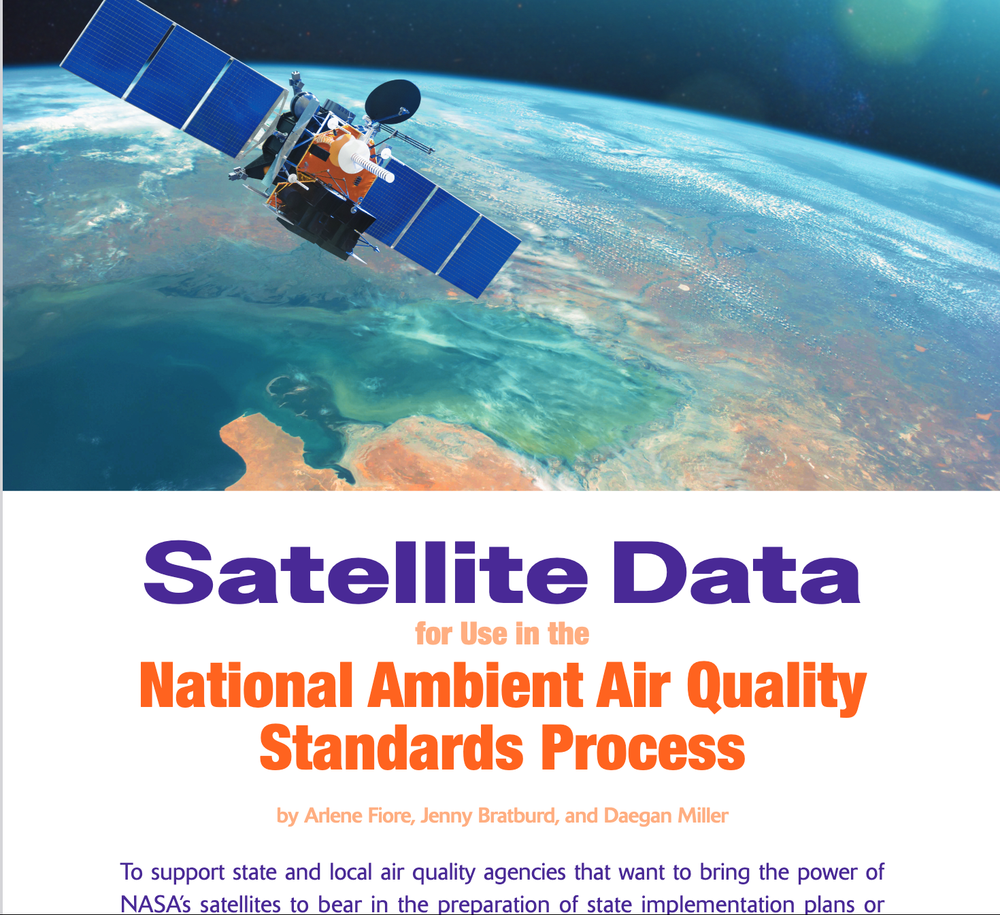 Satellite Data
for Use in the
National Ambient Air Quality
Standards Process
by Arlene Fiore, Jenny Bratburd, and Daegan Miller
To support state and local air quality agencies that want to bring the power of
NASA’s satellites to bear in the preparation of state implementation plans or